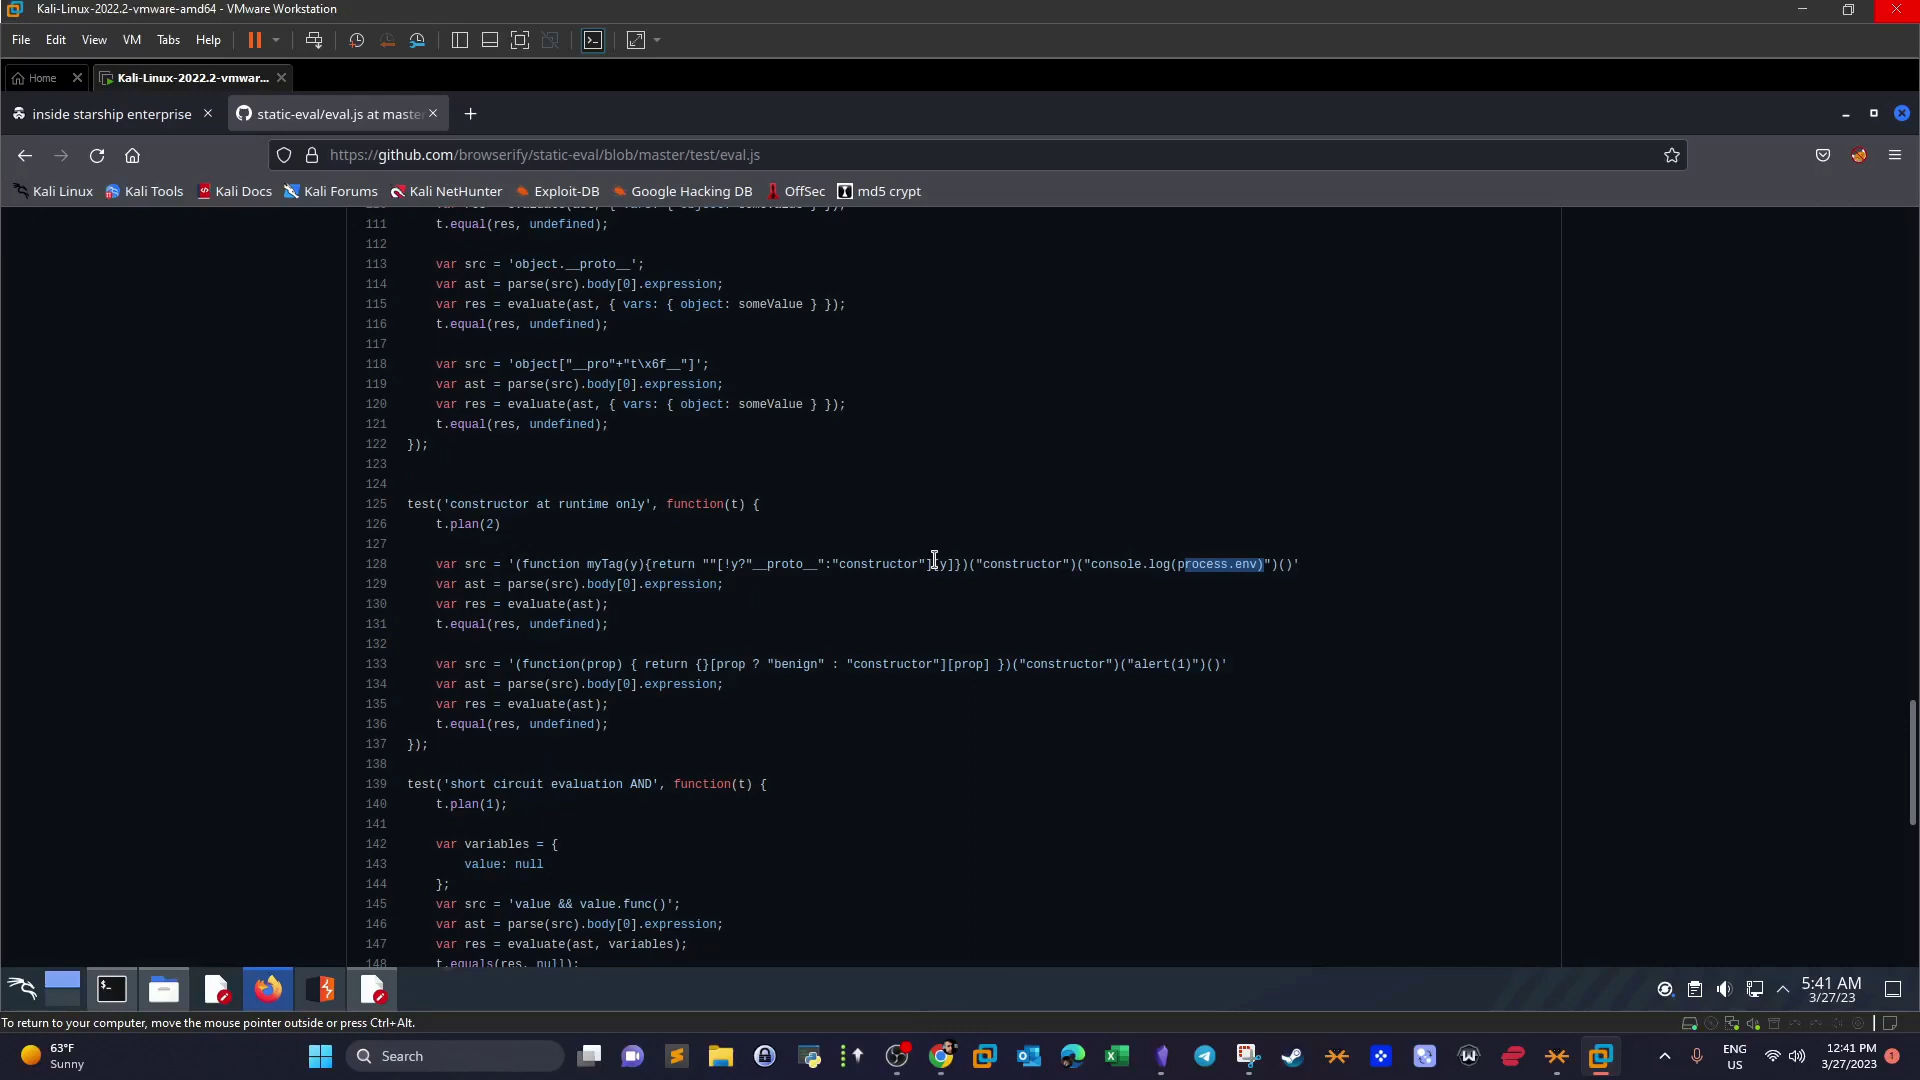 Kali-Linux-2022.2-vmware-amd64 - VMware Workstation
File Edit View VM Tabs Help
Home Kali-Linux-2022.2-vmwar...
inside starship enterprise static-eval/eval.js at maste
https://github.com/browserify/static-eval/blob/master/test/eval.js
Kali Linux Kali Tools Kali Docs Kali Forums Kali NetHunter Exploit-DB Google Hacking DB OffSec md5 crypt
111 t.equal(res, undefined);
112
113 var src = 'object.__proto__';
114 var ast = parse(src).body[0].expression;
115 var res = evaluate(ast, { vars: { object: someValue } });
116 t.equal(res, undefined);
117
118 var src = 'object["__pro"+"t\x6f__"]';
119 var ast = parse(src).body[0].expression;
120 var res = evaluate(ast, { vars: { object: someValue } });
121 t.equal(res, undefined);
122 });
123
124
125 test('constructor at runtime only', function(t) {
126 t.plan(2)
127
128 var src = '(function myTag(y){return ""[!y?"__proto__":"constructor"][y]})("constructor")("console.log(process.env)")()'
129 var ast = parse(src).body[0].expression;
130 var res = evaluate(ast);
131 t.equal(res, undefined);
132
133 var src = '(function(prop) { return {}[prop ? "benign" : "constructor"][prop] })("constructor")("alert(1)")()'
134 var ast = parse(src).body[0].expression;
135 var res = evaluate(ast);
136 t.equal(res, undefined);
137 });
138
139 test('short circuit evaluation AND', function(t) {
140 t.plan(1);
141
142 var variables = {
143 value: null
144 };
145 var src = 'value && value.func()';
146 var ast = parse(src).body[0].expression;
147 var res = evaluate(ast, variables);
148 t.equals(res, null);
5:41 AM
3/27/23
To return to your computer, move the mouse pointer outside or press Ctrl+Alt.
63°F
Sunny
Search
ENG
US
12:41 PM
3/27/2023
1